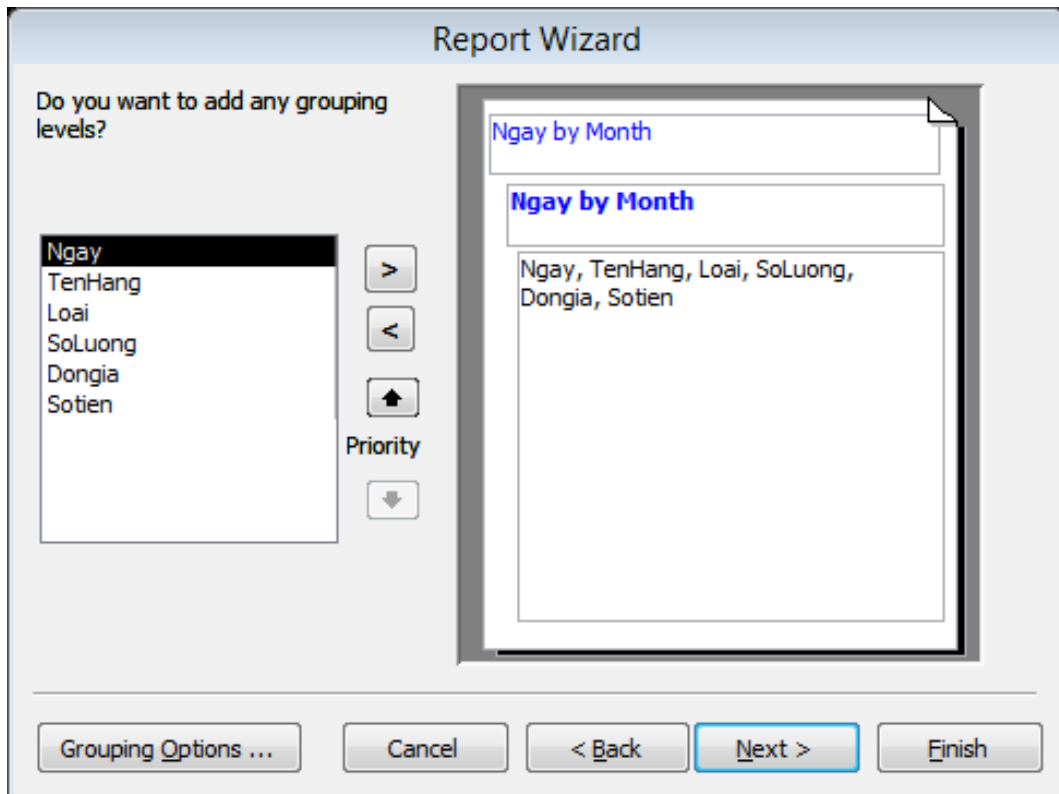 Report Wizard
Do you want to add any grouping
levels?
Ngay
TenHang
Loai
SoLuong
Dongia
Sotien
>
<
Priority
Ngay by Month
Ngay by Month
Ngay, TenHang, Loai, SoLuong,
Dongia, Sotien
Grouping Options ...
Cancel
< Back
Next >
Finish